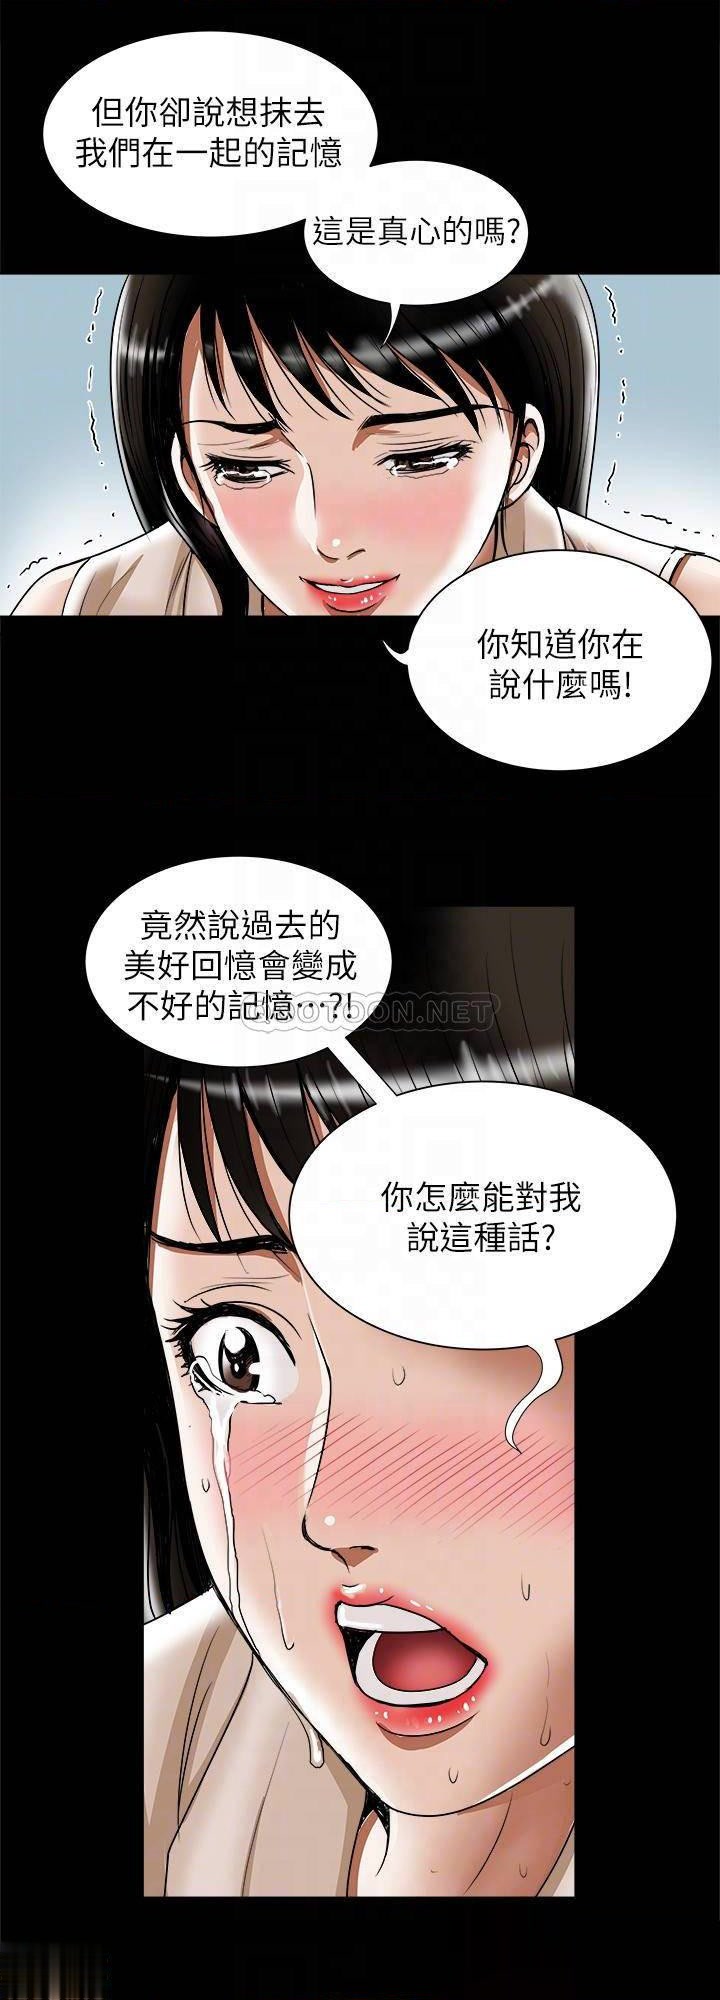 但你卻說想抹去
我們在一起的記憶
這是真心的嗎?
你知道你在
說什麼嗎!
竟然說過去的
美好回憶會變成
不好的記憶…?!
你怎麼能對我
說這種話?